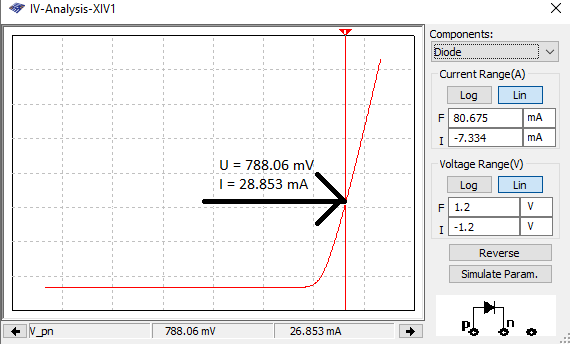 IV-Analysis-XIV1
Components:
Diode
Current Range(A)
Log Lin
F 80.675 mA
I -7.334 mA
Voltage Range(V)
Log Lin
F 1.2 V
I -1.2 V
Reverse
Simulate Param.
p n
U = 788.06 mV
I = 28.853 mA
V_pn 788.06 mV 26.853 mA